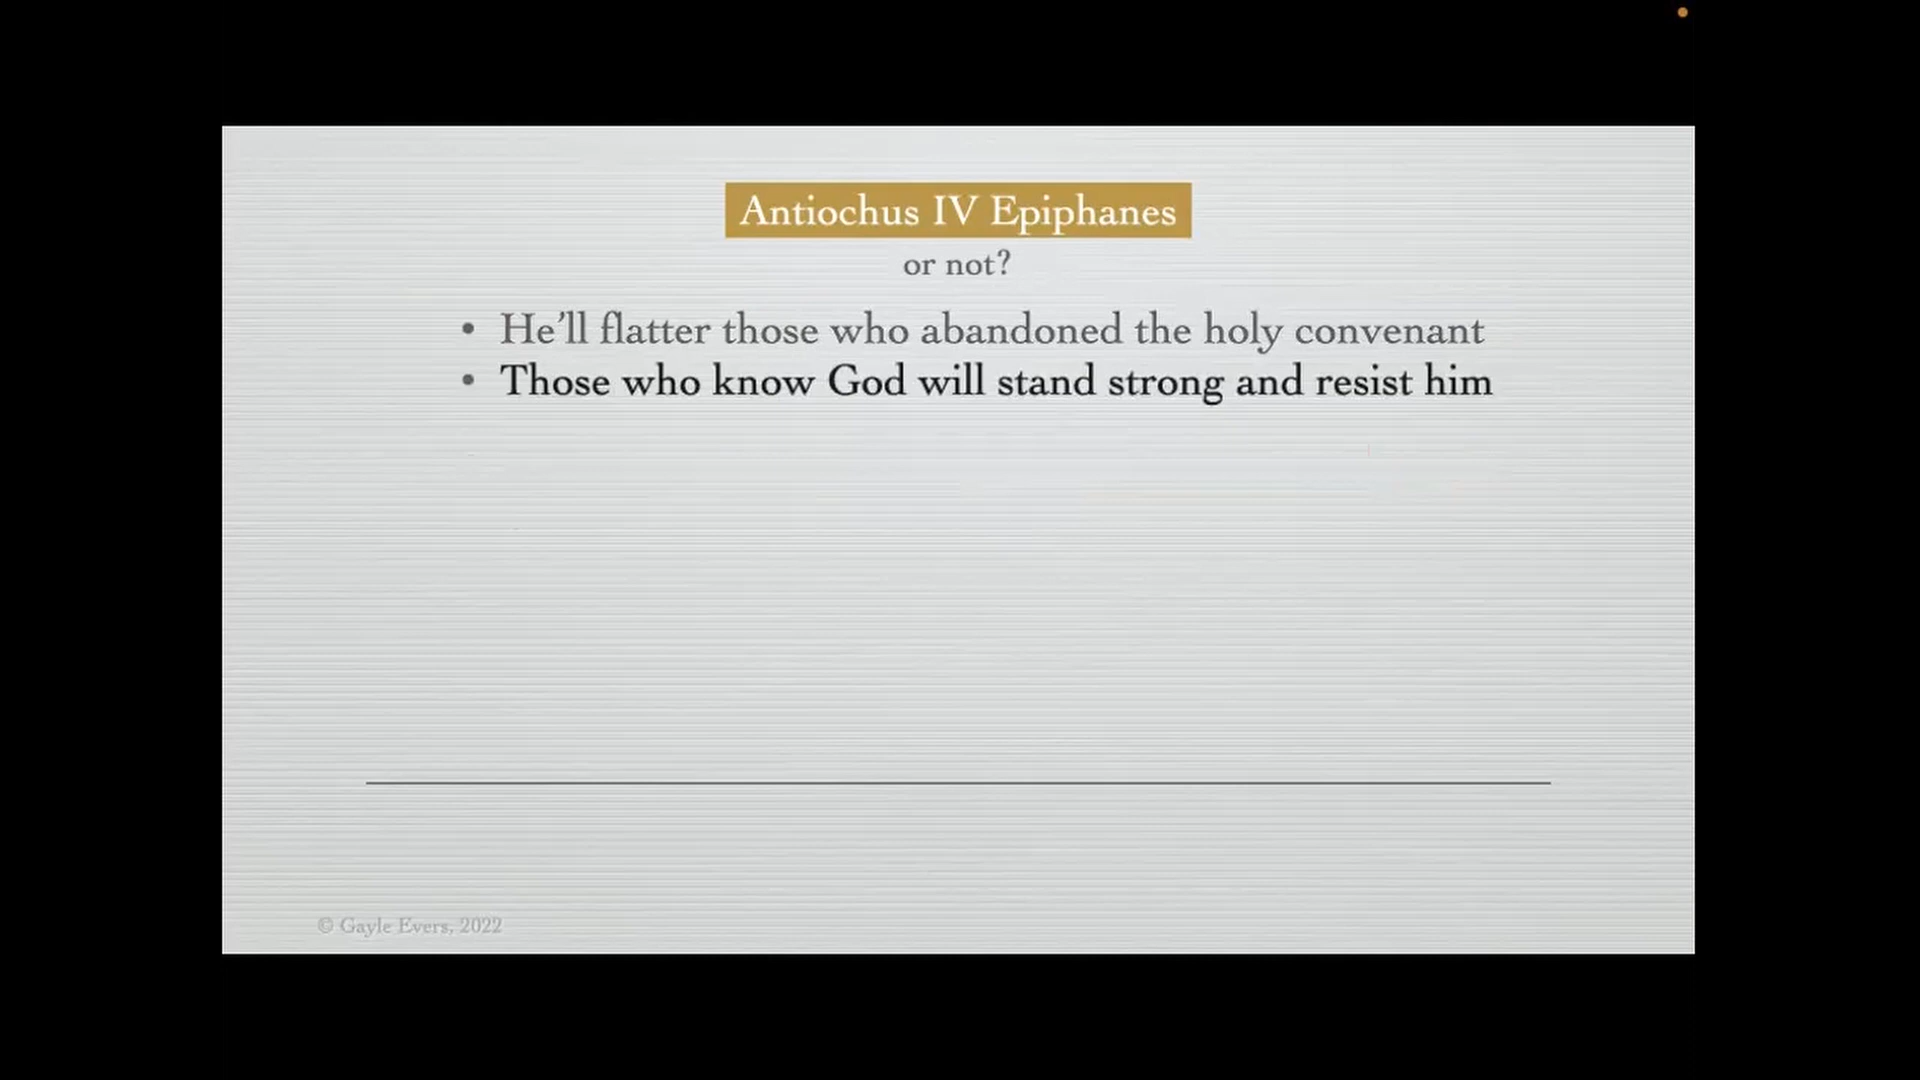 Antiochus IV Epiphanes
or not?
• He’ll flatter those who abandoned the holy convenant
• Those who know God will stand strong and resist him
© Gayle Evers, 2022